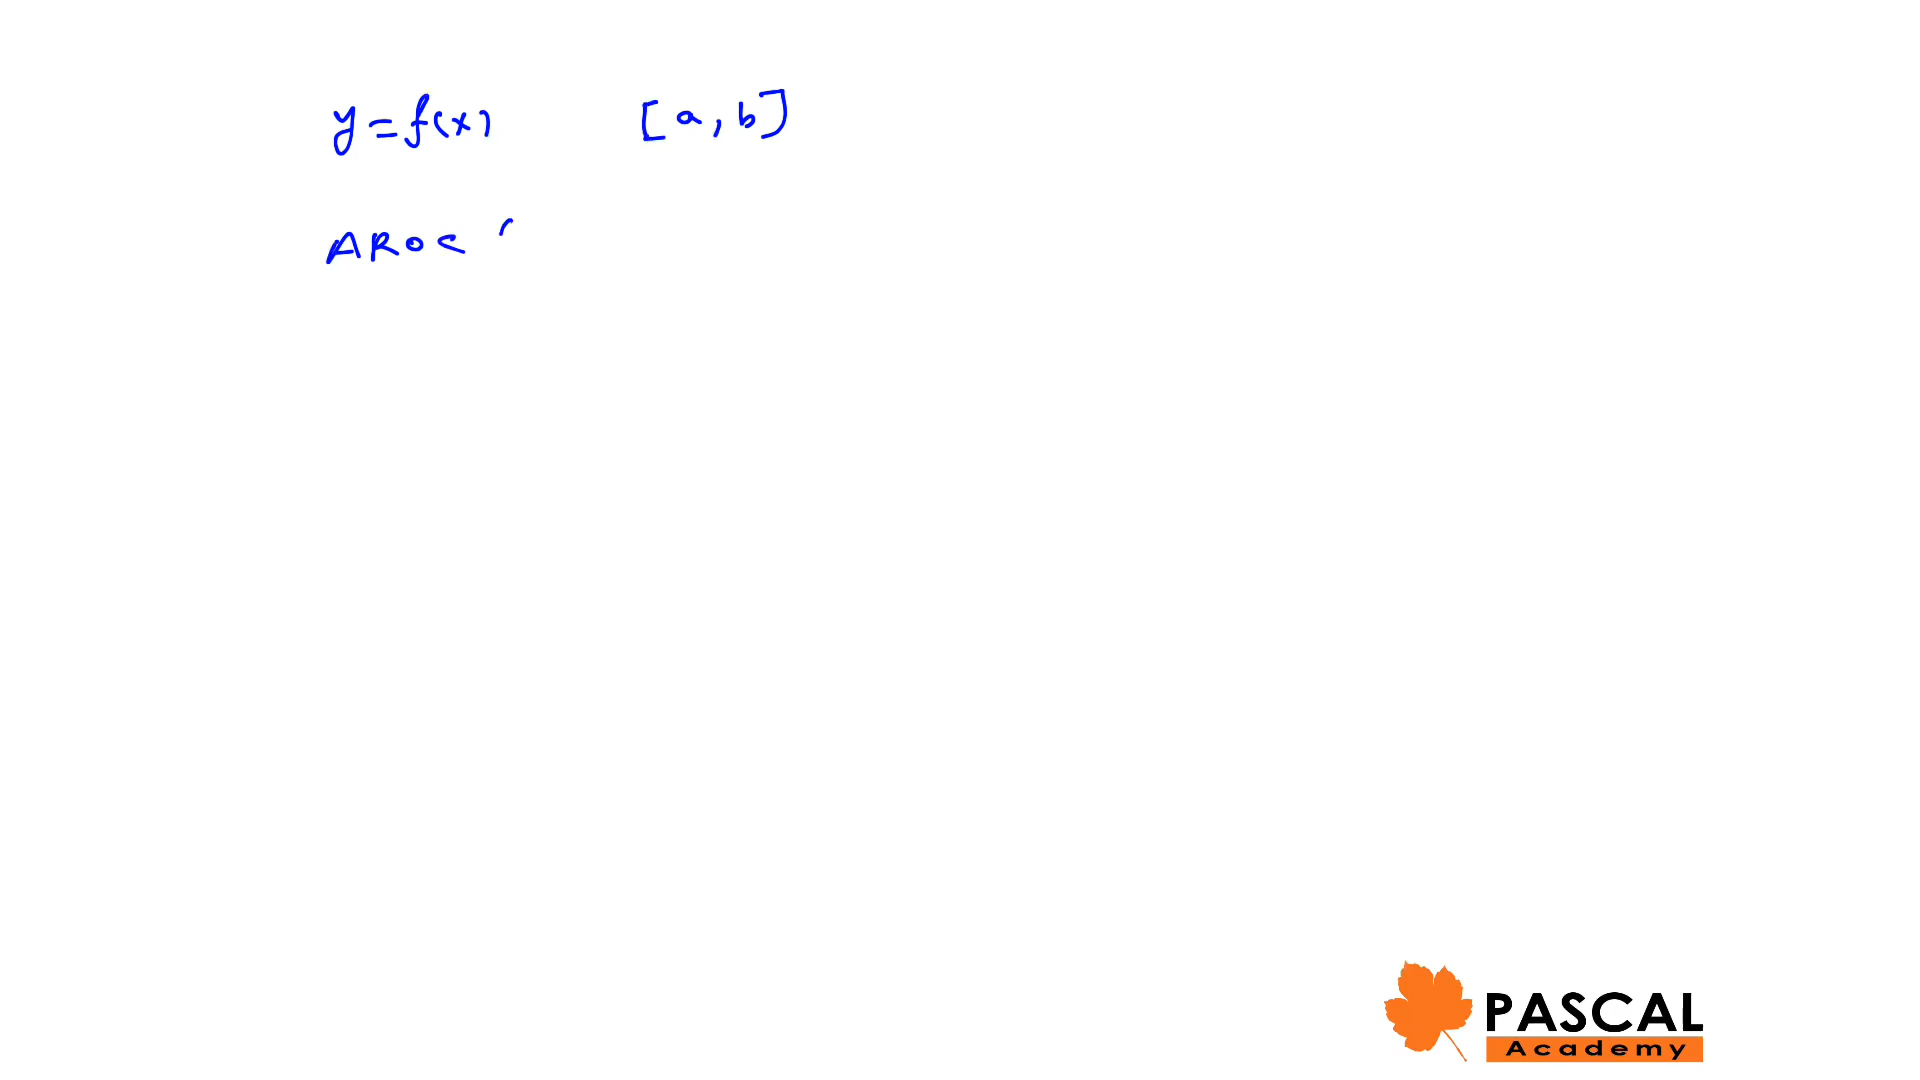 y = f(x) [a, b]
AROC (
PASCAL
Academy